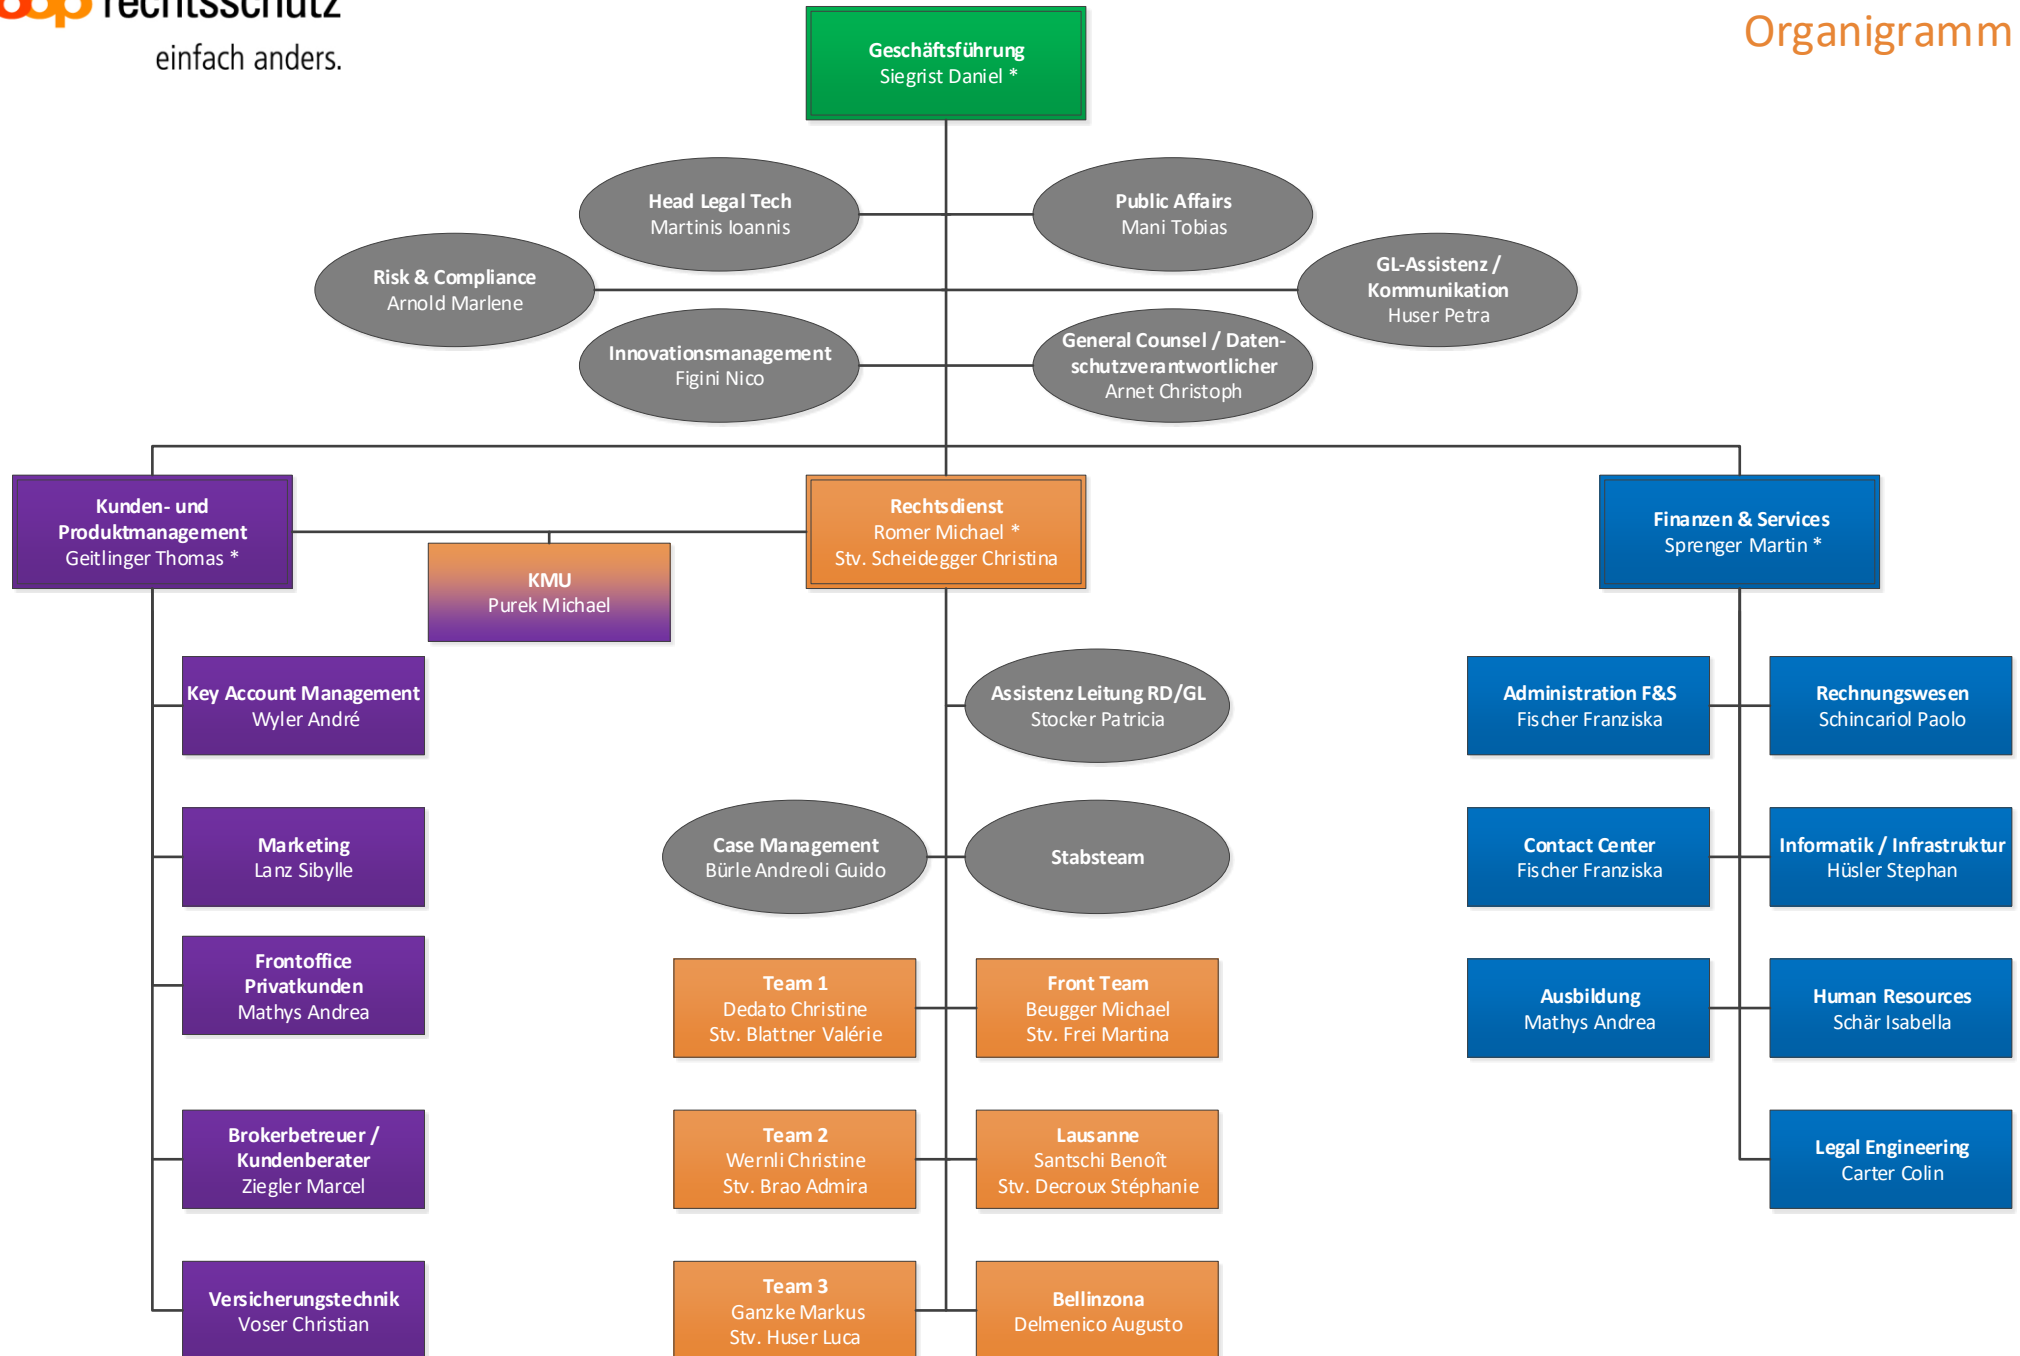 rechtsschutz
einfach anders.
Organigramm
Geschäftsführung
Siegrist Daniel *
Head Legal Tech
Martinis Ioannis
Public Affairs
Mani Tobias
Risk & Compliance
Arnold Marlene
GL-Assistenz /
Kommunikation
Huser Petra
Innovationsmanagement
Figini Nico
General Counsel / Daten-
schutzverantwortlicher
Arnet Christoph
Kunden- und
Produktmanagement
Geitlinger Thomas *
Rechtsdienst
Romer Michael *
Stv. Scheidegger Christina
Finanzen & Services
Sprenger Martin *
KMU
Purek Michael
Key Account Management
Wyler André
Assistenz Leitung RD/GL
Stocker Patricia
Administration F&S
Fischer Franziska
Rechnungswesen
Schincariol Paolo
Marketing
Lanz Sibylle
Case Management
Bürle Andreoli Guido
Stabsteam
Contact Center
Fischer Franziska
Informatik / Infrastruktur
Hüsler Stephan
Frontoffice
Privatkunden
Mathys Andrea
Team 1
Dedato Christine
Stv. Blattner Valérie
Front Team
Beugger Michael
Stv. Frei Martina
Ausbildung
Mathys Andrea
Human Resources
Schär Isabella
Brokerbetreuer /
Kundenberater
Ziegler Marcel
Team 2
Wernli Christine
Stv. Brao Admira
Lausanne
Santschi Benoît
Stv. Decroux Stéphanie
Legal Engineering
Carter Colin
Versicherungstechnik
Voser Christian
Team 3
Ganzke Markus
Stv. Huser Luca
Bellinzona
Delmenico Augusto